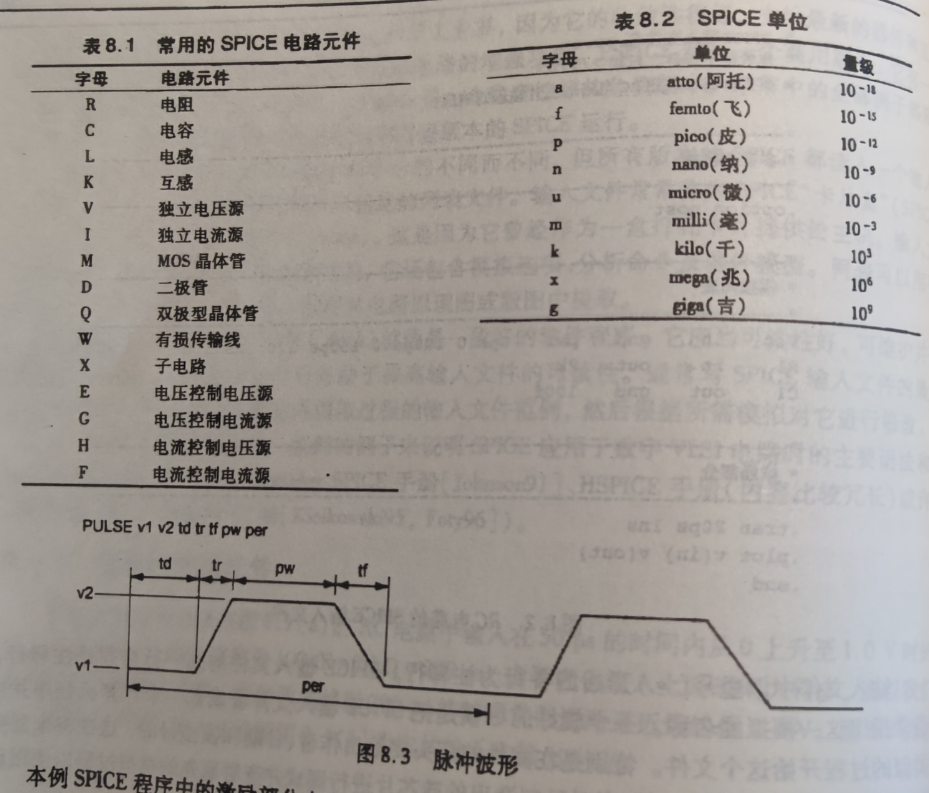 表8.1 常用的 SPICE 电路元件
字母 电路元件
R 电阻
C 电容
L 电感
K 互感
V 独立电压源
I 独立电流源
M MOS 晶体管
D 二极管
Q 双极型晶体管
W 有损传输线
X 子电路
E 电压控制电压源
G 电压控制电流源
H 电流控制电压源
F 电流控制电流源
表8.2 SPICE 单位
字母 单位 量级
a atto(阿托) 10⁻¹⁸
f femto(飞) 10⁻¹⁵
p pico(皮) 10⁻¹²
n nano(纳) 10⁻⁹
u micro(微) 10⁻⁶
m milli(毫) 10⁻³
k kilo(千) 10³
x mega(兆) 10⁶
g giga(吉) 10⁹
PULSE v1 v2 td tr tf pw per
td tr pw tf
v2
v1
per
图8.3 脉冲波形
本例 SPICE 程序中的激励部分